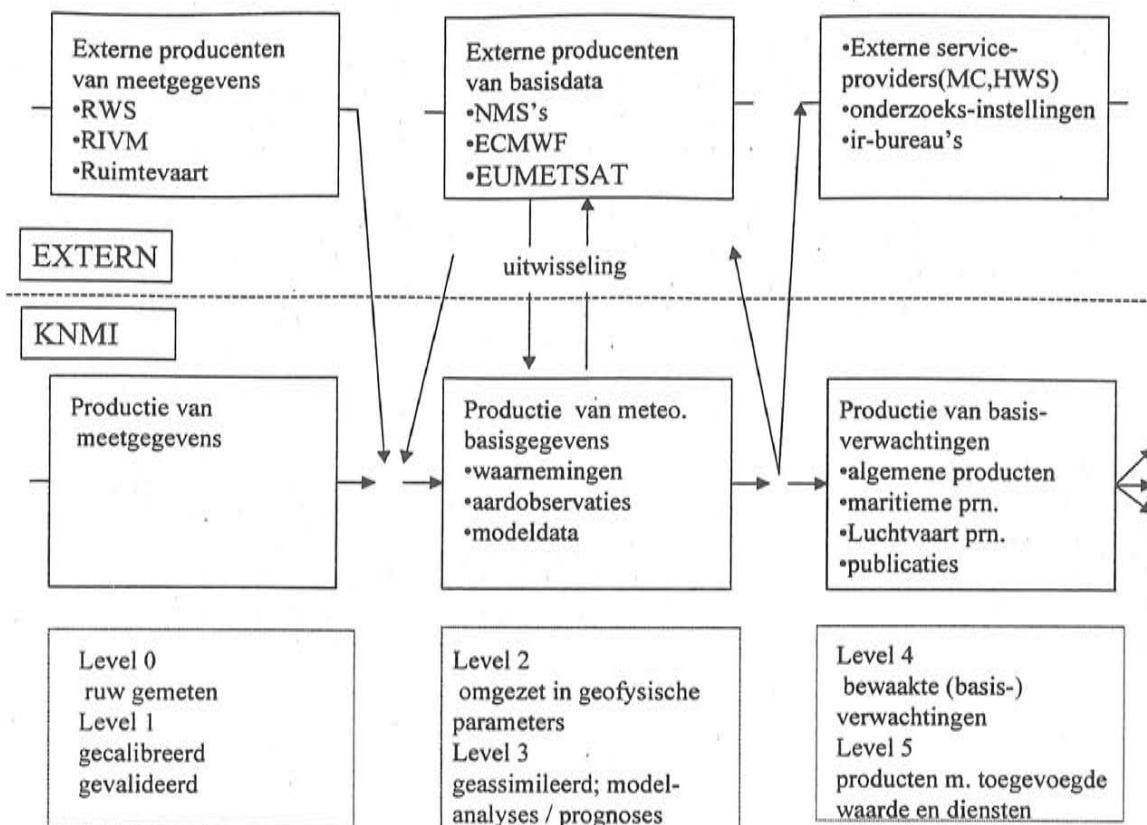 Externe producenten
van meetgegevens
•RWS
•RIVM
•Ruimtevaart
Externe producenten
van basisdata
•NMS's
•ECMWF
•EUMETSAT
•Externe service-
providers(MC,HWS)
•onderzoeks-instellingen
•ir-bureau's
EXTERN
uitwisseling
KNMI
Productie van
meetgegevens
Productie van meteo.
basisgegevens
•waarnemingen
•aardobservaties
•modeldata
Productie van basis-
verwachtingen
•algemene producten
•maritieme prn.
•Luchtvaart prn.
•publicaties
Level 0
ruw gemeten
Level 1
gecalibreerd
gevalideerd
Level 2
omgezet in geofysische
parameters
Level 3
geassimileerd; model-
analyses / prognoses
Level 4
bewaakte (basis-)
verwachtingen
Level 5
producten m. toegevoegde
waarde en diensten